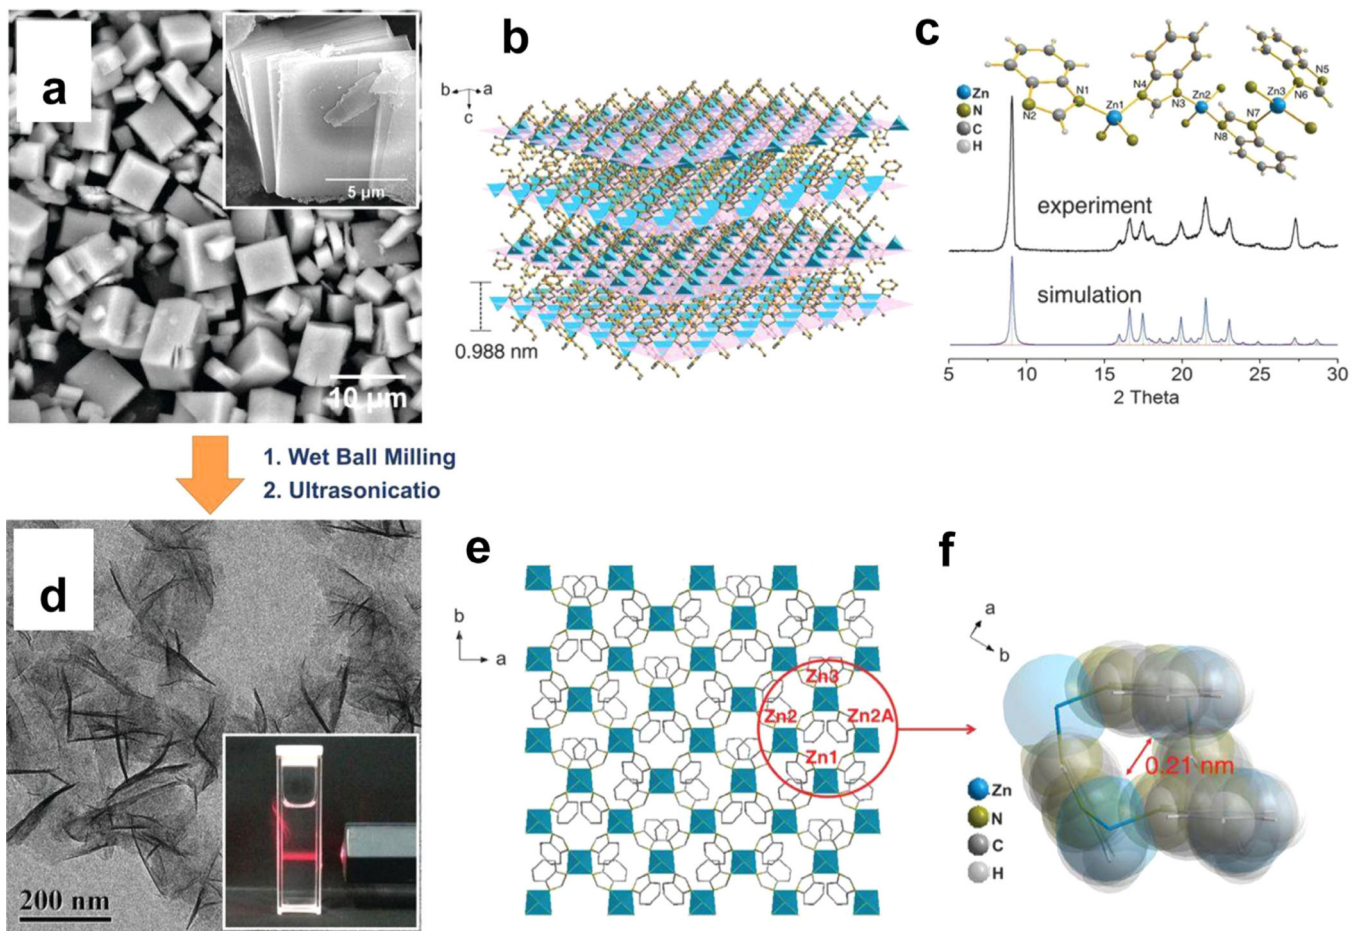 a
5 µm
10 µm
b
b
a
c
0.988 nm
c
Zn
N
C
H
N1
N2
Zn1
N4
N3
Zn2
N8
N7
Zn3
N6
N5
experiment
simulation
5
10
15
20
25
30
2 Theta
1. Wet Ball Milling
2. Ultrasonicatio
d
200 nm
e
b
a
Zn3
Zn2
Zn2A
Zn1
f
a
b
0.21 nm
Zn
N
C
H